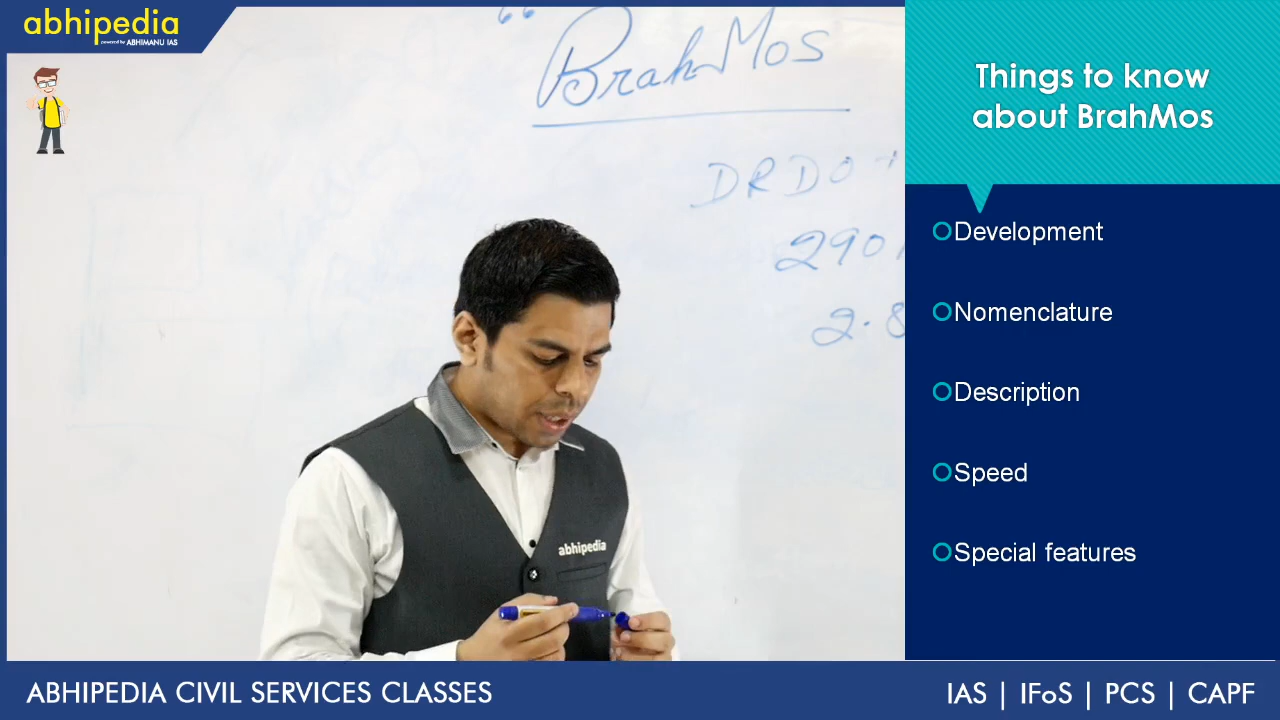 abhipedia
powered by ABHIMANU IAS
“BrahMos
DRDO +
290
2.8
abhipedia
Things to know
about BrahMos
Development
Nomenclature
Description
Speed
Special features
ABHIPEDIA CIVIL SERVICES CLASSES
IAS | IFoS | PCS | CAPF